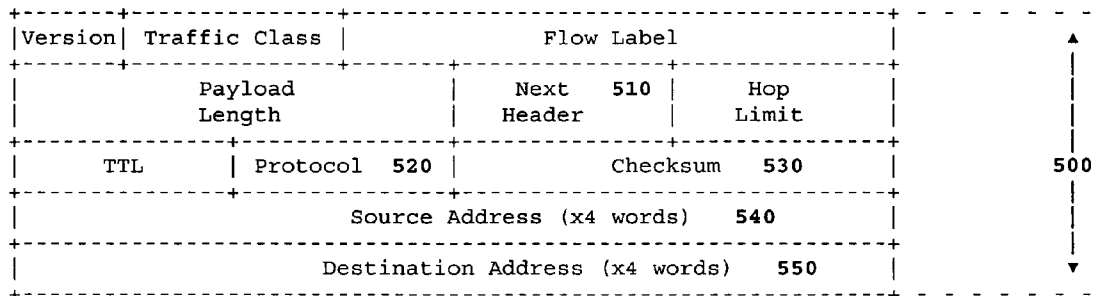 Version Traffic Class Flow Label
Payload Length Next Header 510 Hop Limit
TTL Protocol 520 Checksum 530 500
Source Address (x4 words) 540
Destination Address (x4 words) 550